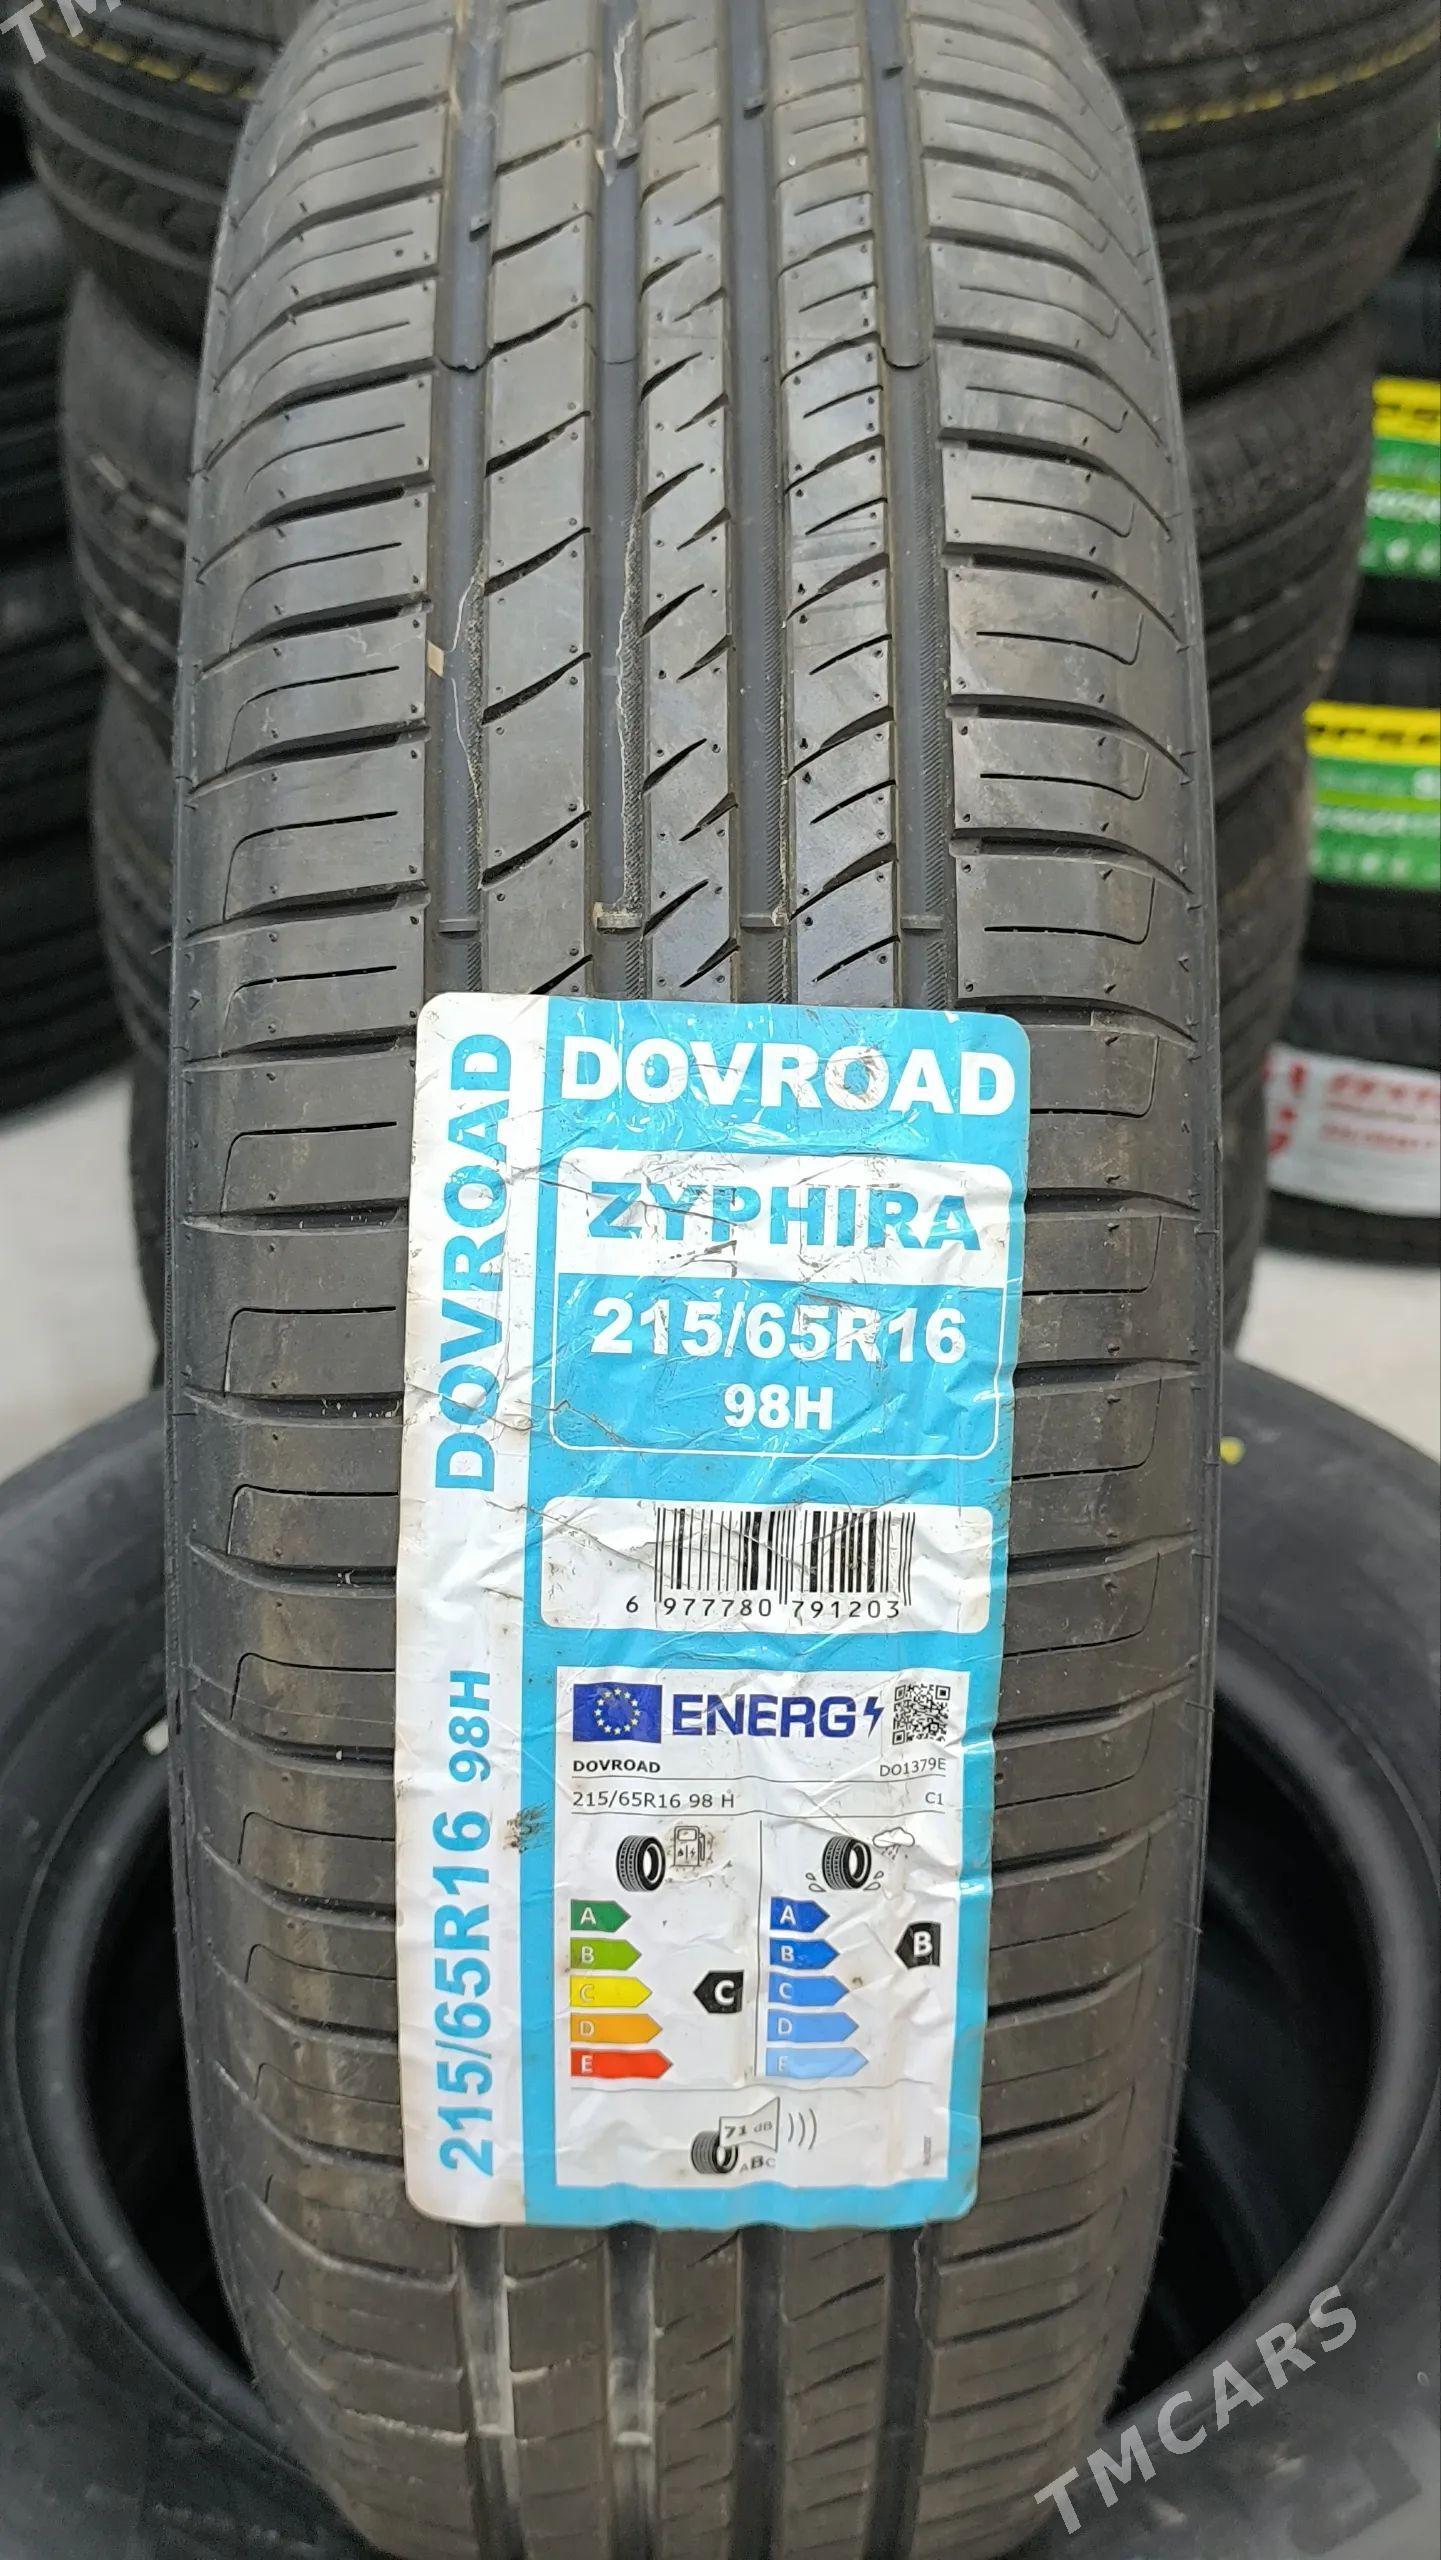 DOVROAD
ZYPHIRA
215/65R16
98H
6 977780 791203
DOVROAD
215/65R16 98H
ENERG
DOVROAD DO1379E
215/65R16 98 H C1
A
B
C
D
E
C
A
B
C
D
E
B
71 dB
ABC
TMCARS